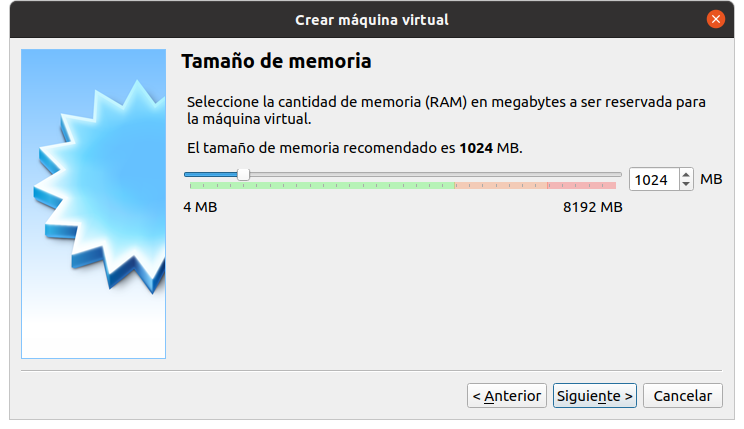 Crear máquina virtual
Tamaño de memoria
Seleccione la cantidad de memoria (RAM) en megabytes a ser reservada para
la máquina virtual.
El tamaño de memoria recomendado es 1024 MB.
1024 MB
4 MB 8192 MB
< Anterior Siguiente > Cancelar